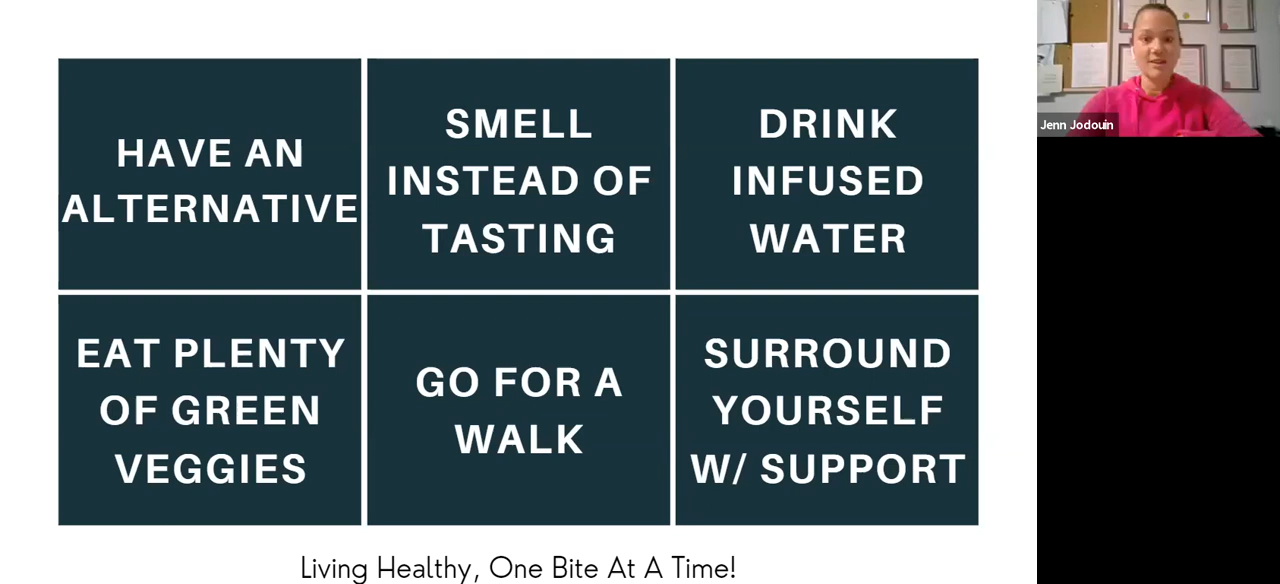 HAVE AN
ALTERNATIVE
SMELL
INSTEAD OF
TASTING
DRINK
INFUSED
WATER
EAT PLENTY
OF GREEN
VEGGIES
GO FOR A
WALK
SURROUND
YOURSELF
W/ SUPPORT
Living Healthy, One Bite At A Time!
Jenn Jodouin